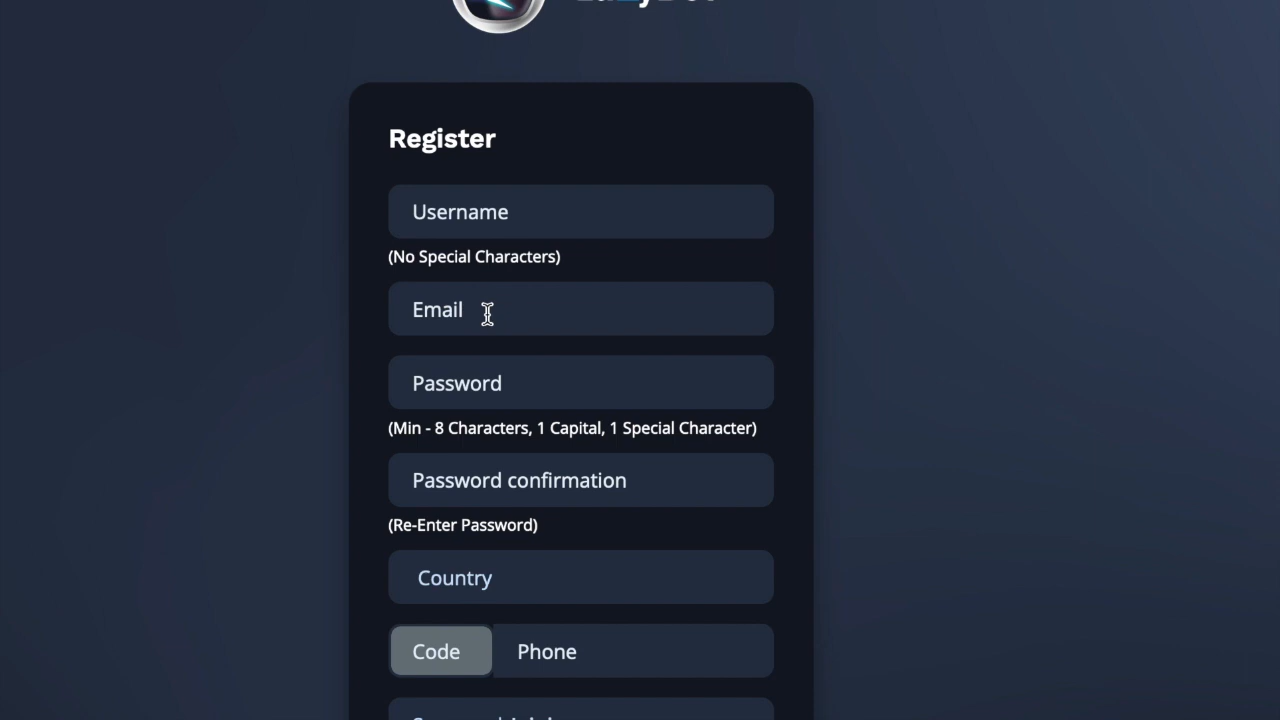 Register
Username
(No Special Characters)
Email
Password
(Min - 8 Characters, 1 Capital, 1 Special Character)
Password confirmation
(Re-Enter Password)
Country
Code Phone